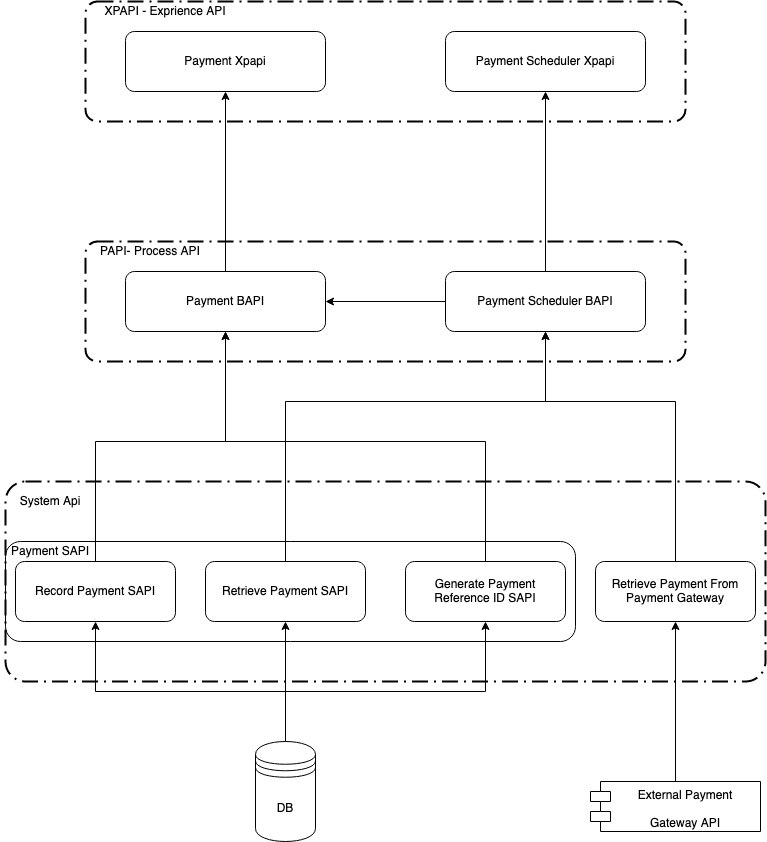 XPAPI - Exprience API
Payment Xpapi
Payment Scheduler Xpapi
PAPI- Process API
Payment BAPI
Payment Scheduler BAPI
System Api
Payment SAPI
Record Payment SAPI
Retrieve Payment SAPI
Generate Payment
Reference ID SAPI
Retrieve Payment From
Payment Gateway
DB
External Payment
Gateway API